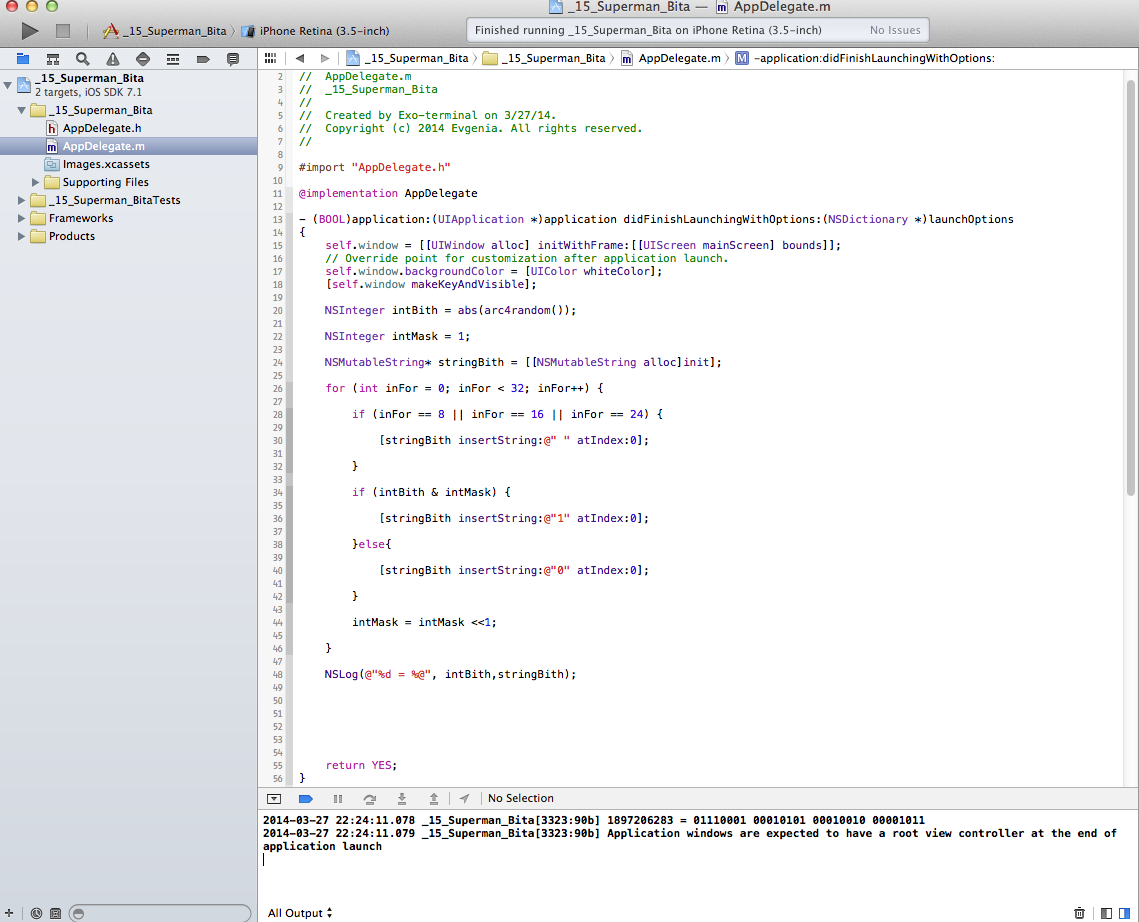 _15_Superman_Bita — AppDelegate.m
_15_Superman_Bita iPhone Retina (3.5-inch)
Finished running _15_Superman_Bita on iPhone Retina (3.5-inch) No Issues
_15_Superman_Bita _15_Superman_Bita AppDelegate.m -application:didFinishLaunchingWithOptions:
_15_Superman_Bita
2 targets, iOS SDK 7.1
_15_Superman_Bita
AppDelegate.h
AppDelegate.m
Images.xcassets
Supporting Files
_15_Superman_BitaTests
Frameworks
Products
2 //  AppDelegate.m
3 //  _15_Superman_Bita
4 //
5 //  Created by Exo-terminal on 3/27/14.
6 //  Copyright (c) 2014 Evgenia. All rights reserved.
7 //
8
9 #import "AppDelegate.h"
10
11 @implementation AppDelegate
12
13 - (BOOL)application:(UIApplication *)application didFinishLaunchingWithOptions:(NSDictionary *)launchOptions
14 {
15     self.window = [[UIWindow alloc] initWithFrame:[[UIScreen mainScreen] bounds]];
16     // Override point for customization after application launch.
17     self.window.backgroundColor = [UIColor whiteColor];
18     [self.window makeKeyAndVisible];
19
20     NSInteger intBith = abs(arc4random());
21
22     NSInteger intMask = 1;
23
24     NSMutableString* stringBith = [[NSMutableString alloc]init];
25
26     for (int inFor = 0; inFor < 32; inFor++) {
27
28         if (inFor == 8 || inFor == 16 || inFor == 24) {
29
30             [stringBith insertString:@" " atIndex:0];
31
32         }
33
34         if (intBith & intMask) {
35
36             [stringBith insertString:@"1" atIndex:0];
37
38         }else{
39
40             [stringBith insertString:@"0" atIndex:0];
41
42         }
43
44         intMask = intMask <<1;
45
46     }
47
48     NSLog(@"%d = %@", intBith,stringBith);
49
50
51
52
53
54
55     return YES;
56 }
No Selection
2014-03-27 22:24:11.078 _15_Superman_Bita[3323:90b] 1897206283 = 01110001 00010101 00010010 00001011
2014-03-27 22:24:11.079 _15_Superman_Bita[3323:90b] Application windows are expected to have a root view controller at the end of
application launch
All Output